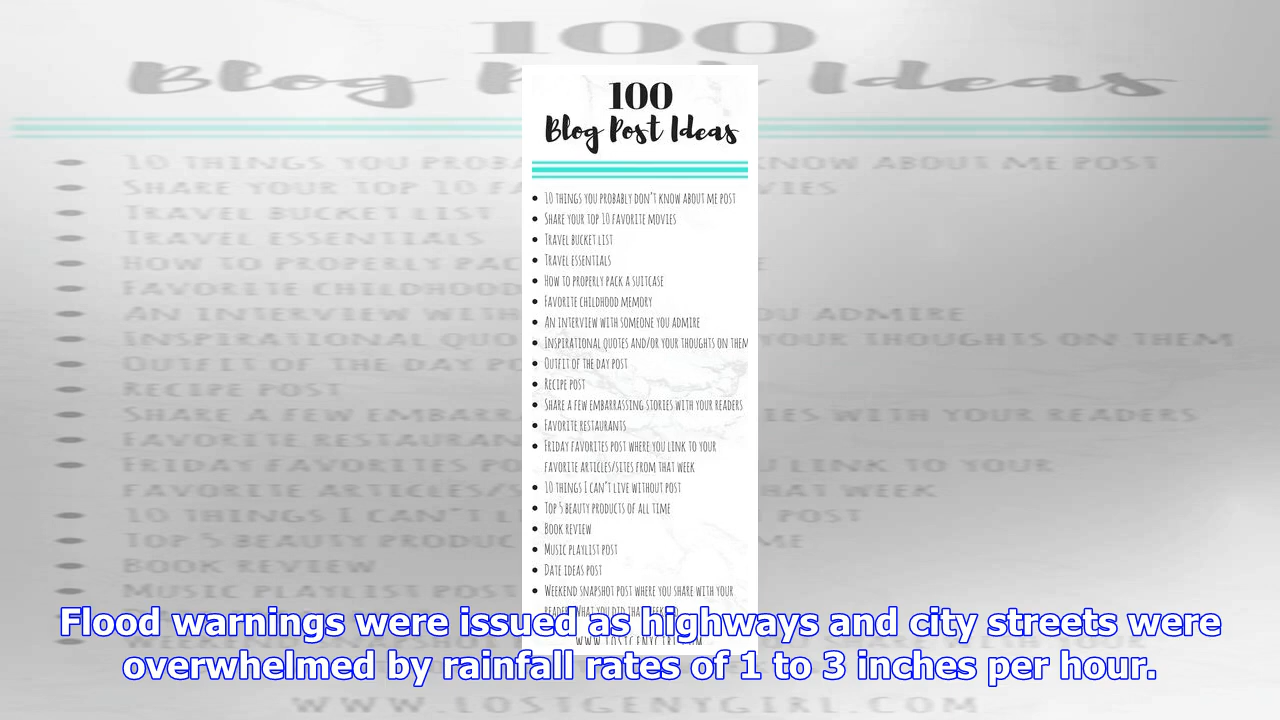 100
Blog Post Ideas
10 THINGS YOU PROBABLY DON'T KNOW ABOUT ME POST
SHARE YOUR TOP 10 FAVORITE MOVIES
TRAVEL BUCKET LIST
TRAVEL ESSENTIALS
HOW TO PROPERLY PACK A SUITCASE
FAVORITE CHILDHOOD MEMORY
AN INTERVIEW WITH SOMEONE YOU ADMIRE
INSPIRATIONAL QUOTES AND/OR YOUR THOUGHTS ON THEM
OUTFIT OF THE DAY POST
RECIPE POST
SHARE A FEW EMBARRASSING STORIES WITH YOUR READERS
FAVORITE RESTAURANTS
FRIDAY FAVORITES POST WHERE YOU LINK TO YOUR
FAVORITE ARTICLES/SITES FROM THAT WEEK
10 THINGS I CAN'T LIVE WITHOUT POST
TOP 5 BEAUTY PRODUCTS OF ALL TIME
BOOK REVIEW
MUSIC PLAYLIST POST
DATE IDEAS POST
WEEKEND SNAPSHOT POST WHERE YOU SHARE WITH YOUR
WHAT YOU DID THAT
Flood warnings were issued as highways and city streets were
overwhelmed by rainfall rates of 1 to 3 inches per hour.
WWW.LOSTGENYGIRL.COM